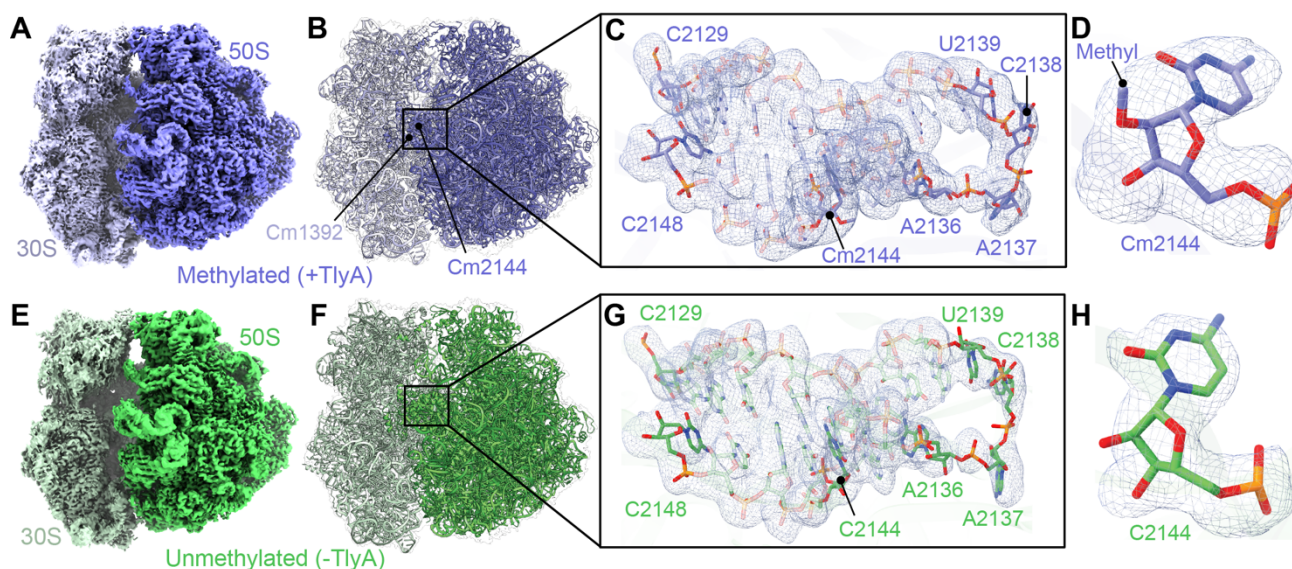 A
50S
30S
Methylated (+TlyA)
B
Cm1392
Cm2144
C
C2129
U2139
C2138
C2148
Cm2144
A2136
A2137
D
Methyl
Cm2144
E
50S
30S
Unmethylated (-TlyA)
F
G
C2129
U2139
C2138
C2148
C2144
A2136
A2137
H
C2144